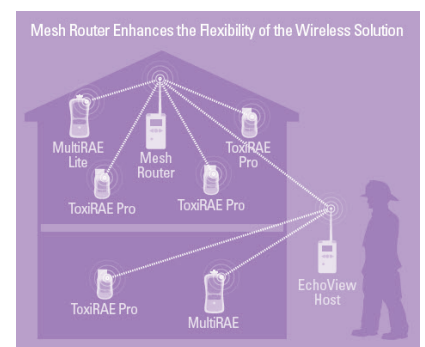 Mesh Router Enhances the Flexibility of the Wireless Solution
MultiRAE
Lite
Mesh
Router
ToxiRAE
Pro
ToxiRAE Pro
ToxiRAE Pro
EchoView
Host
ToxiRAE Pro
MultiRAE